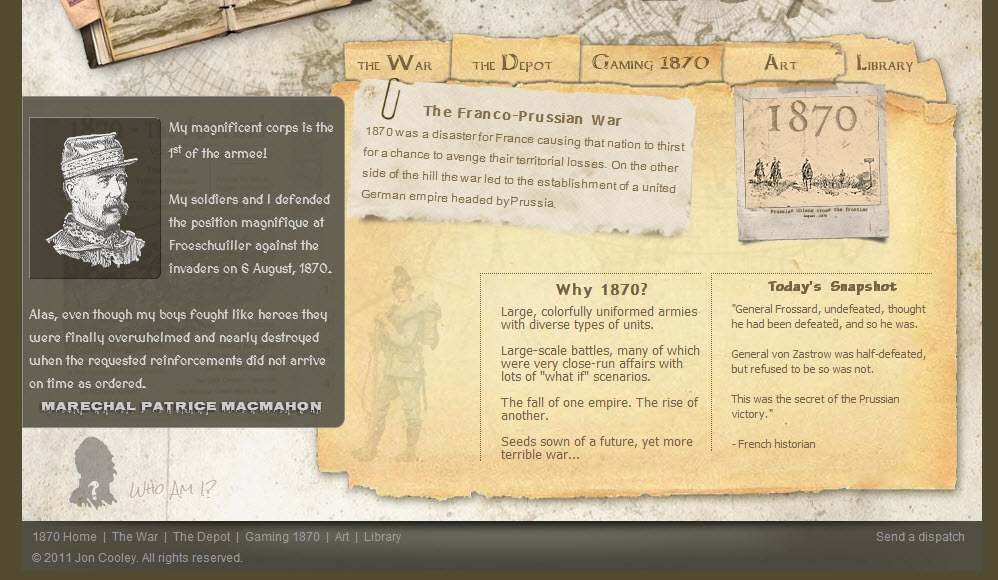 THE WAR
THE DEPOT
GAMING 1870
ART
LIBRARY
The Franco-Prussian War
1870 was a disaster for France causing that nation to thirst
for a chance to avenge their territorial losses. On the other
side of the hill the war led to the establishment of a united
German empire headed by Prussia.
1870
Prussian Uhlans cross the frontier
August, 1870
My magnificent corps is the
1st of the armee!
My soldiers and I defended
the position magnifique at
Froeschwiller against the
invaders on 6 August, 1870.
Alas, even though my boys fought like heroes they
were finally overwhelmed and nearly destroyed
when the requested reinforcements did not arrive
on time as ordered.
MARECHAL PATRICE MACMAHON
Why 1870?
Large, colorfully uniformed armies
with diverse types of units.
Large-scale battles, many of which
were very close-run affairs with
lots of "what if" scenarios.
The fall of one empire. The rise of
another.
Seeds sown of a future, yet more
terrible war...
Today's Snapshot
"General Frossard, undefeated, thought
he had been defeated, and so he was.
General von Zastrow was half-defeated,
but refused to be so was not.
This was the secret of the Prussian
victory."
- French historian
?
Who Am I?
1870 Home | The War | The Depot | Gaming 1870 | Art | Library
Send a dispatch
© 2011 Jon Cooley. All rights reserved.